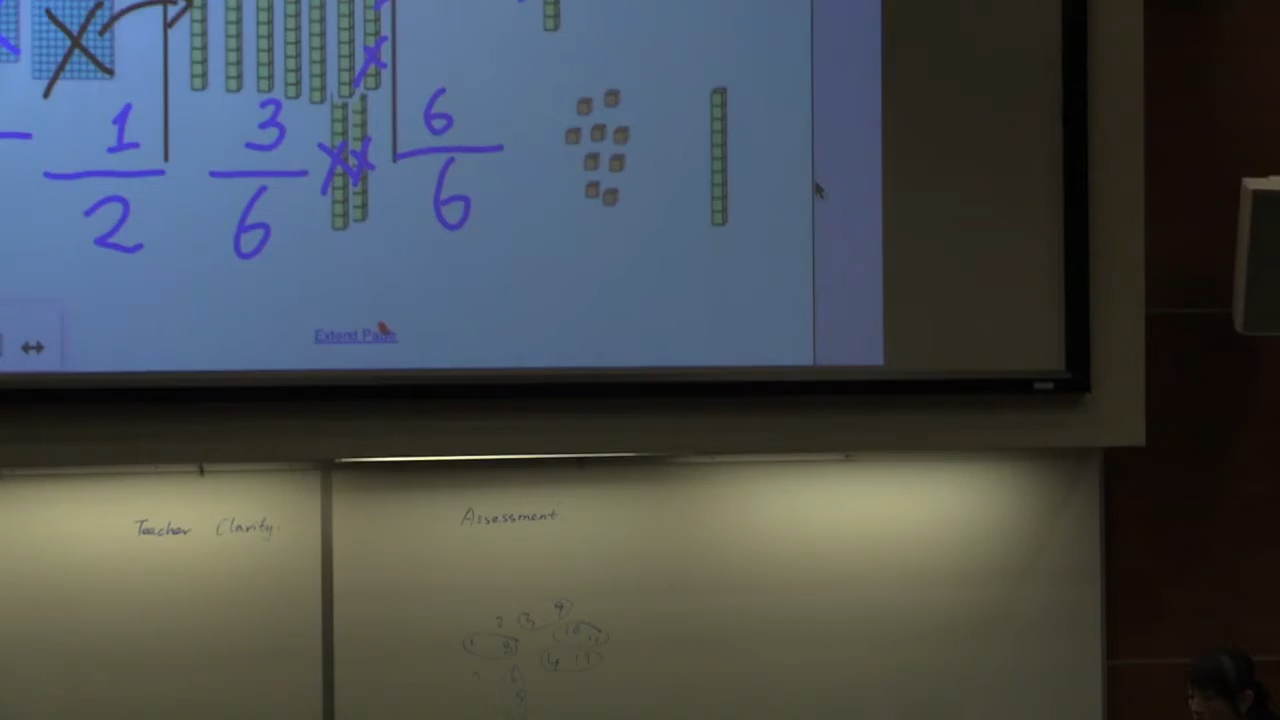 1 3 6
2 6 6
Extend Page
Teacher Clarity.
Assessment